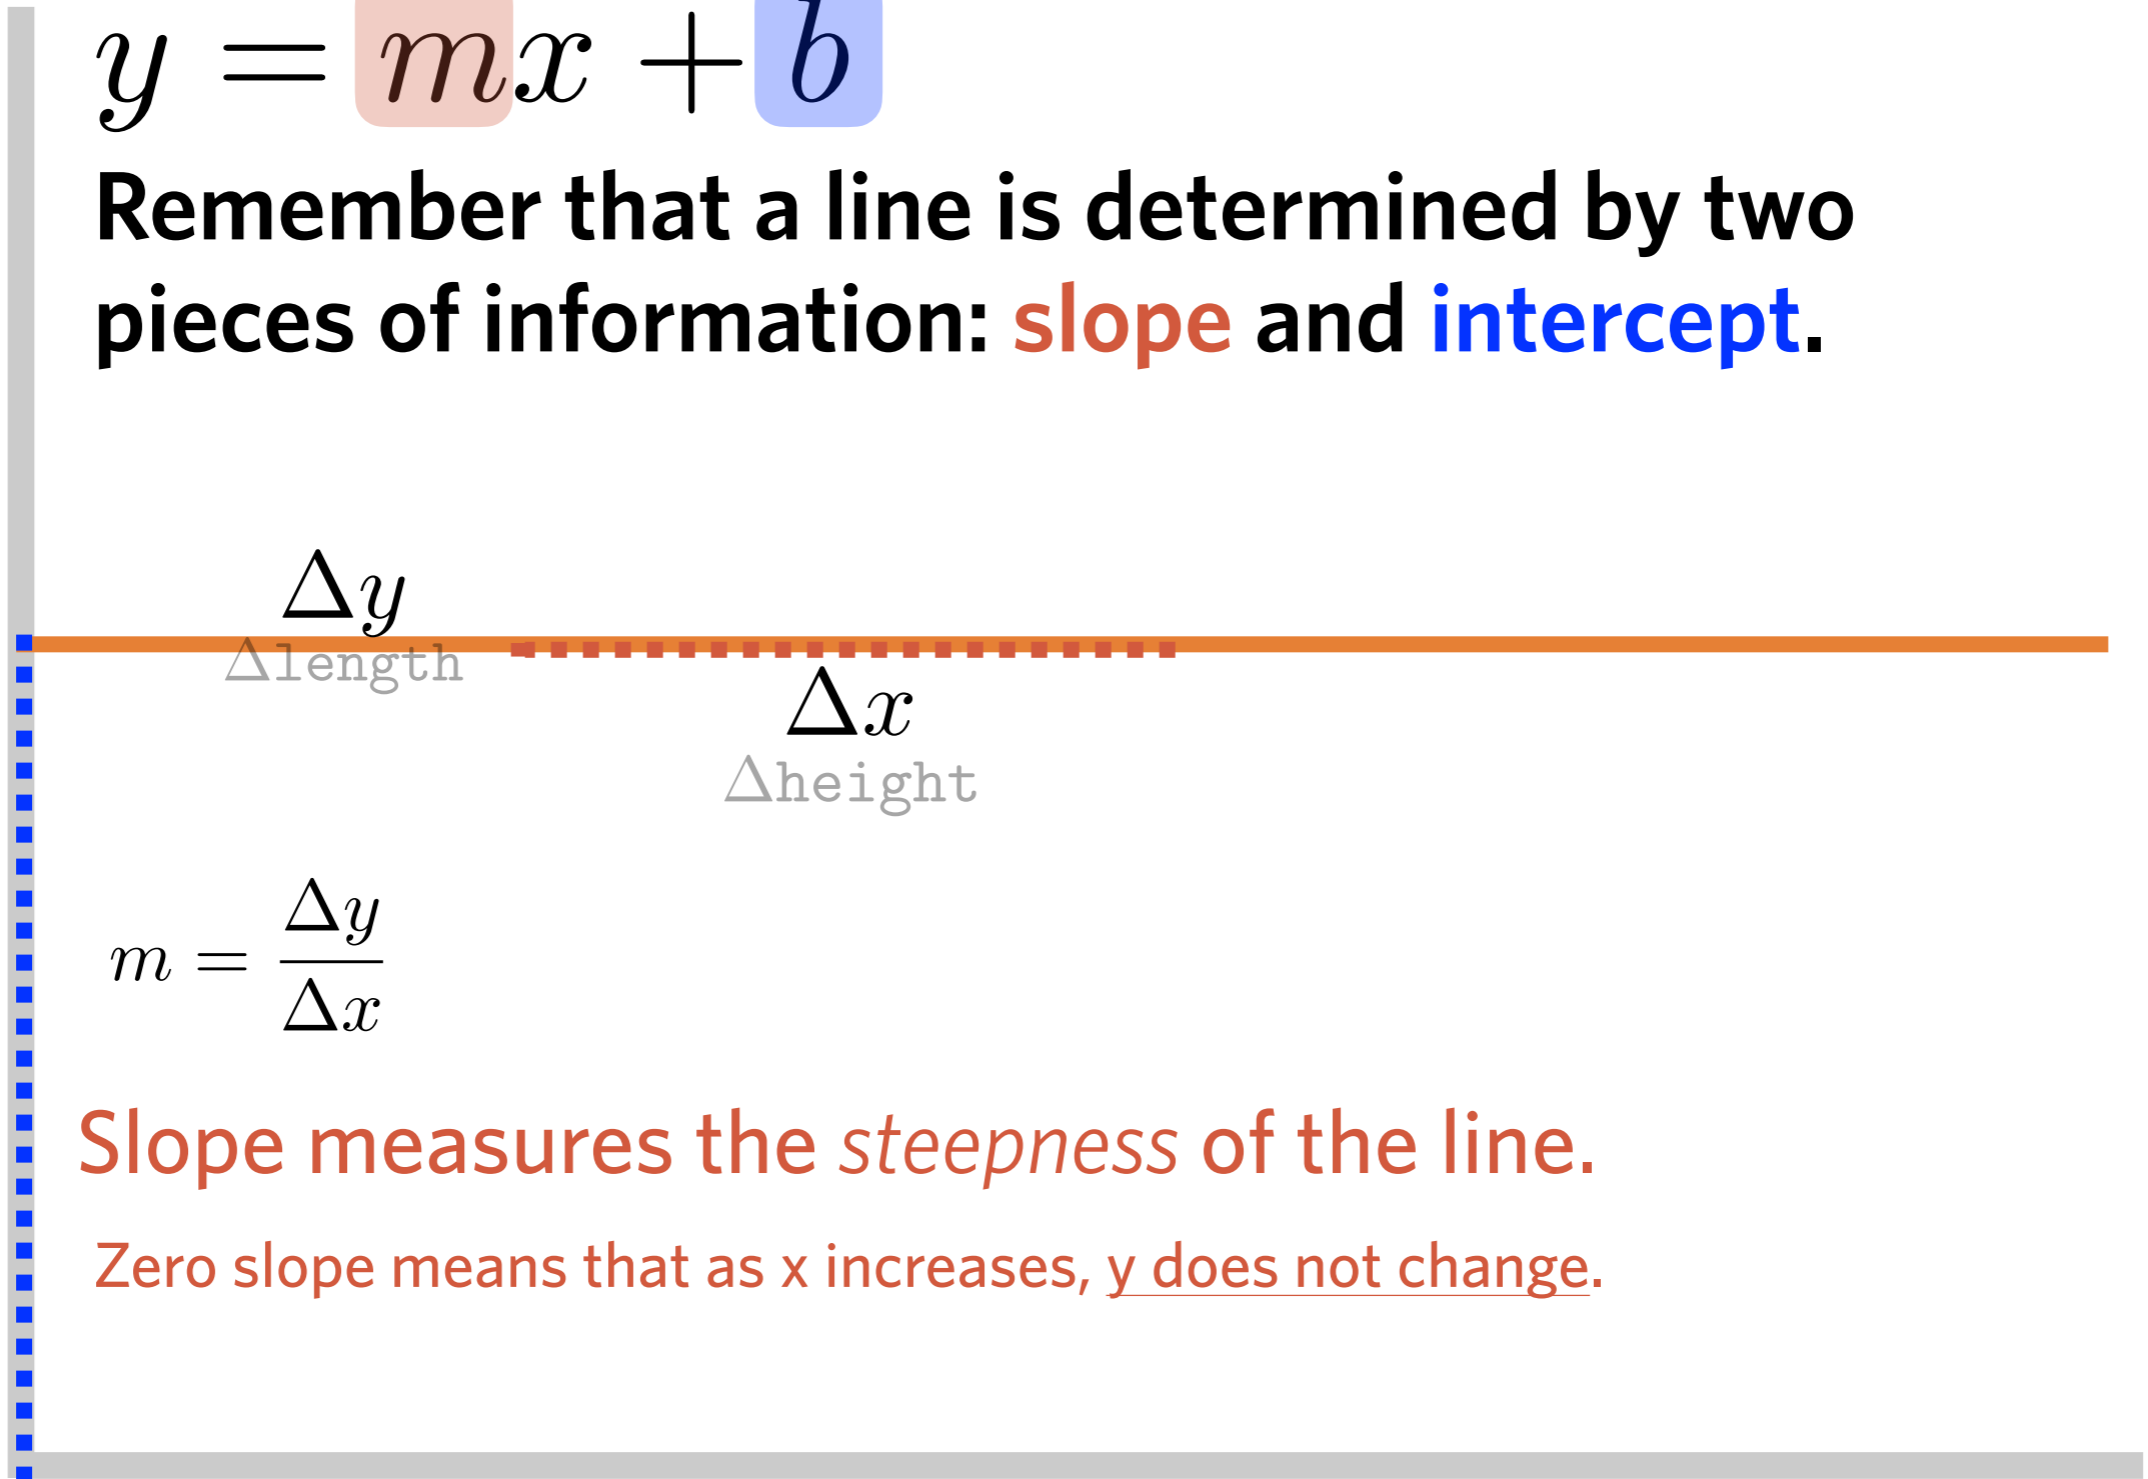 y = mx + b
Remember that a line is determined by two
pieces of information: slope and intercept.
Δy
Δlength
Δx
Δheight
m = Δy/Δx
Slope measures the steepness of the line.
Zero slope means that as x increases, y does not change.